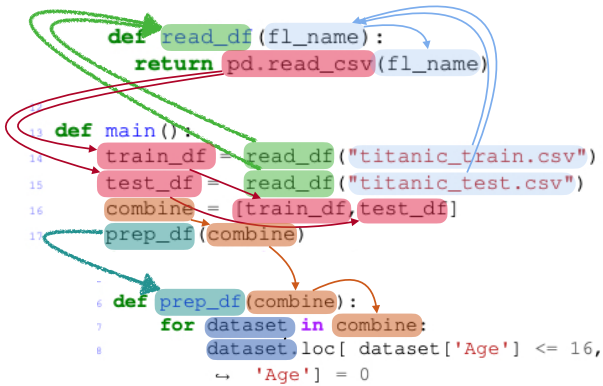 def read_df(fl_name):
return pd.read_csv(fl_name)
12
13 def main():
14 train_df = read_df("titanic_train.csv")
15 test_df = read_df("titanic_test.csv")
16 combine = [train_df,test_df]
17 prep_df(combine)
6 def prep_df(combine):
7 for dataset in combine:
8 dataset.loc[ dataset['Age'] <= 16,
↪ 'Age'] = 0